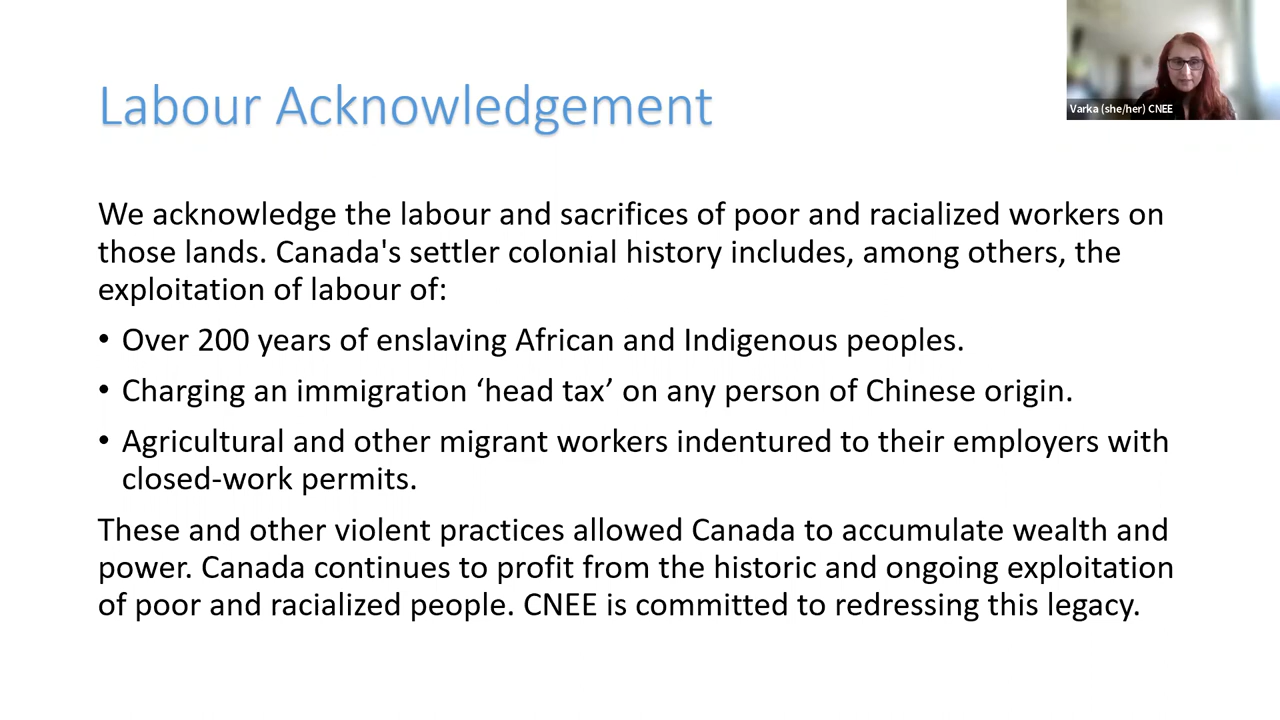 Labour Acknowledgement
Varka (she/her) CNEE
We acknowledge the labour and sacrifices of poor and racialized workers on
those lands. Canada's settler colonial history includes, among others, the
exploitation of labour of:
• Over 200 years of enslaving African and Indigenous peoples.
• Charging an immigration ‘head tax’ on any person of Chinese origin.
• Agricultural and other migrant workers indentured to their employers with
closed-work permits.
These and other violent practices allowed Canada to accumulate wealth and
power. Canada continues to profit from the historic and ongoing exploitation
of poor and racialized people. CNEE is committed to redressing this legacy.